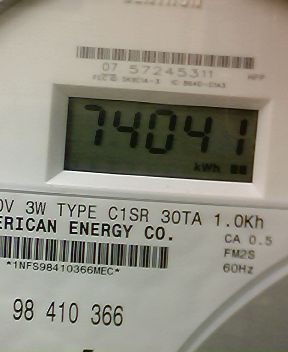 07 57245311
74041
kWh
0V 3W TYPE C1SR 30TA 1.0Kh
ERICAN ENERGY CO.
CA 0.5
FM2S
*1NFS98410366MEC*
60Hz
98 410 366